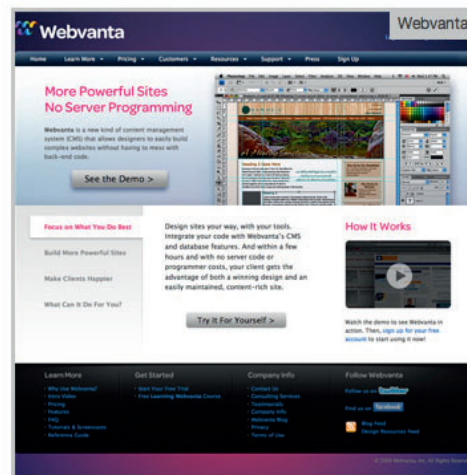 Webvanta
Webvanta
Home Learn More Pricing Customers Resources Support Press Sign Up
More Powerful Sites
No Server Programming
Webvanta is a new kind of content management
system (CMS) that allows designers to easily build
complex websites without having to mess with
back-end code.
See the Demo >
Focus on What You Do Best
Build More Powerful Sites
Make Clients Happier
What Can It Do For You?
Design sites your way, with your tools.
Integrate your code with Webvanta's CMS
and database features. And within a few
hours and with no server code or
programmer costs, your client gets the
advantage of both a winning design and an
easily maintained, content-rich site.
Try It For Yourself >
How It Works
Watch the demo to see Webvanta in
action. Then, sign up for your free
account to start using it now!
Learn More
Why Use Webvanta?
Intro Video
Pricing
Features
FAQ
Tutorials & Screencasts
Reference Guide
Get Started
Start Your Free Trial
Free Learning Webvanta Course
Company Info
Contact Us
Consulting Services
Testimonials
Company Info
Webvanta Blog
Privacy
Terms of Use
Follow Webvanta
Follow us on twitter
Find us on facebook
Blog Feed
Design Resources Feed
Webvanta, Inc. All Rights Reserved